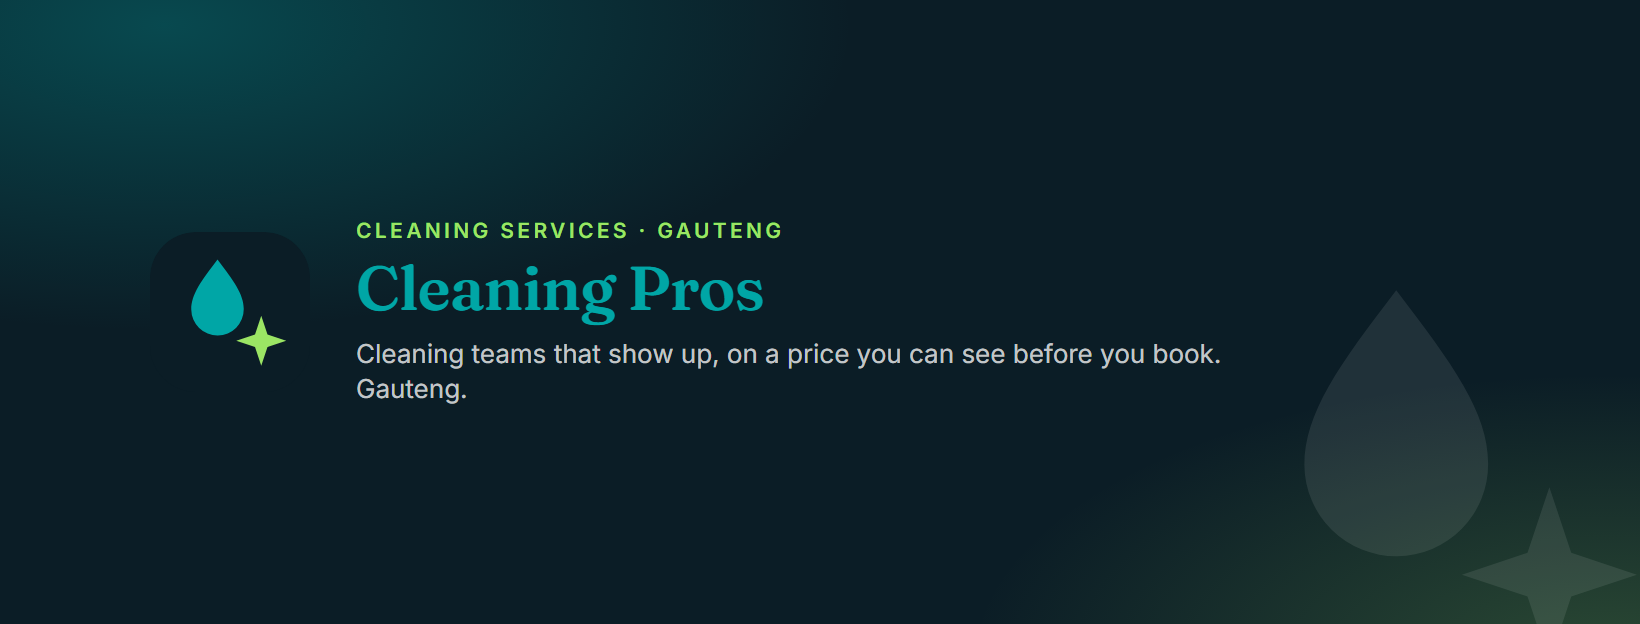 CLEANING SERVICES · GAUTENG
Cleaning Pros
Cleaning teams that show up, on a price you can see before you book.
Gauteng.